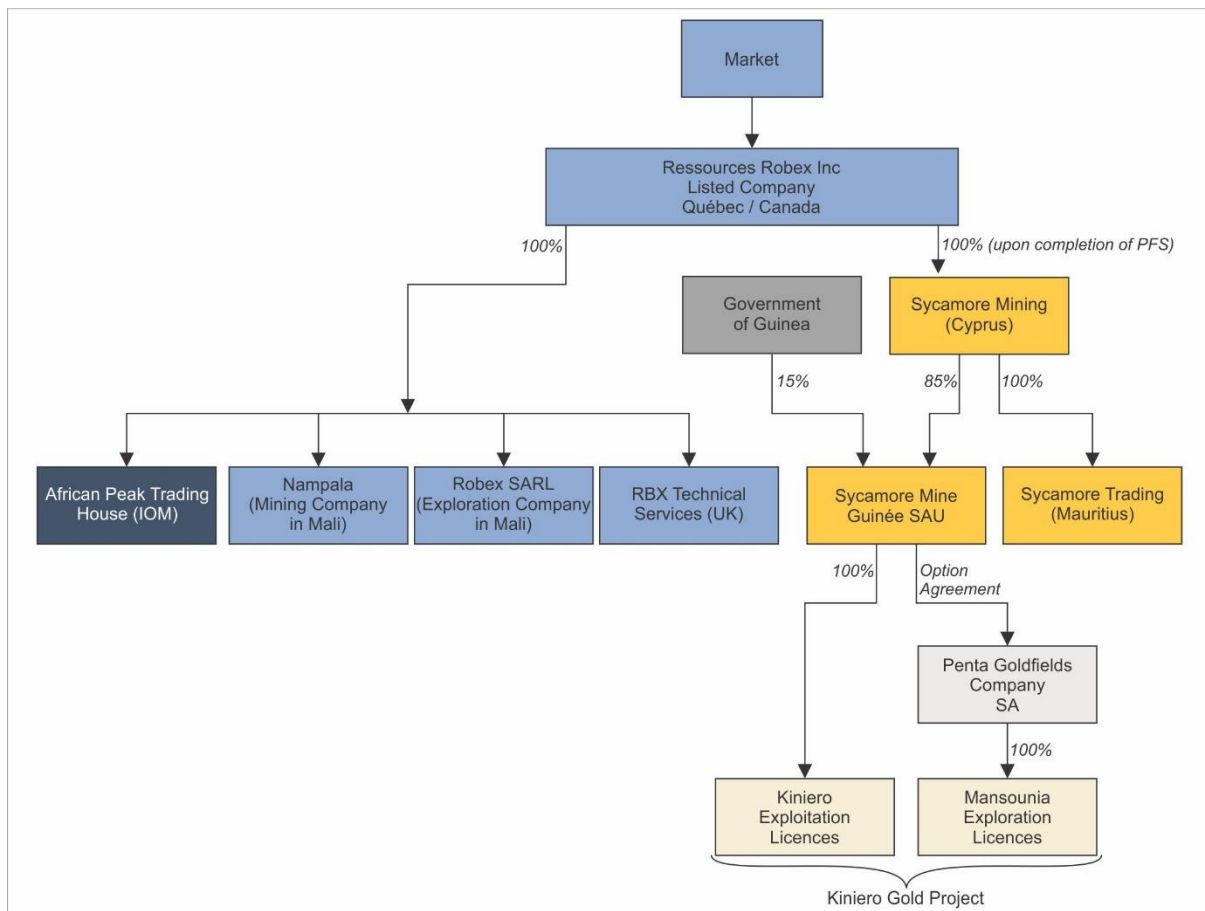 Market
Ressources Robex Inc
Listed Company
Québec / Canada
100%
100% (upon completion of PFS)
Government
of Guinea
Sycamore Mining
(Cyprus)
15%
85%
100%
African Peak Trading
House (IOM)
Nampala
(Mining Company
in Mali)
Robex SARL
(Exploration Company
in Mali)
RBX Technical
Services (UK)
Sycamore Mine
Guinée SAU
Sycamore Trading
(Mauritius)
100%
Option
Agreement
Penta Goldfields
Company
SA
100%
Kiniero
Exploitation
Licences
Mansounia
Exploration
Licences
Kiniero Gold Project